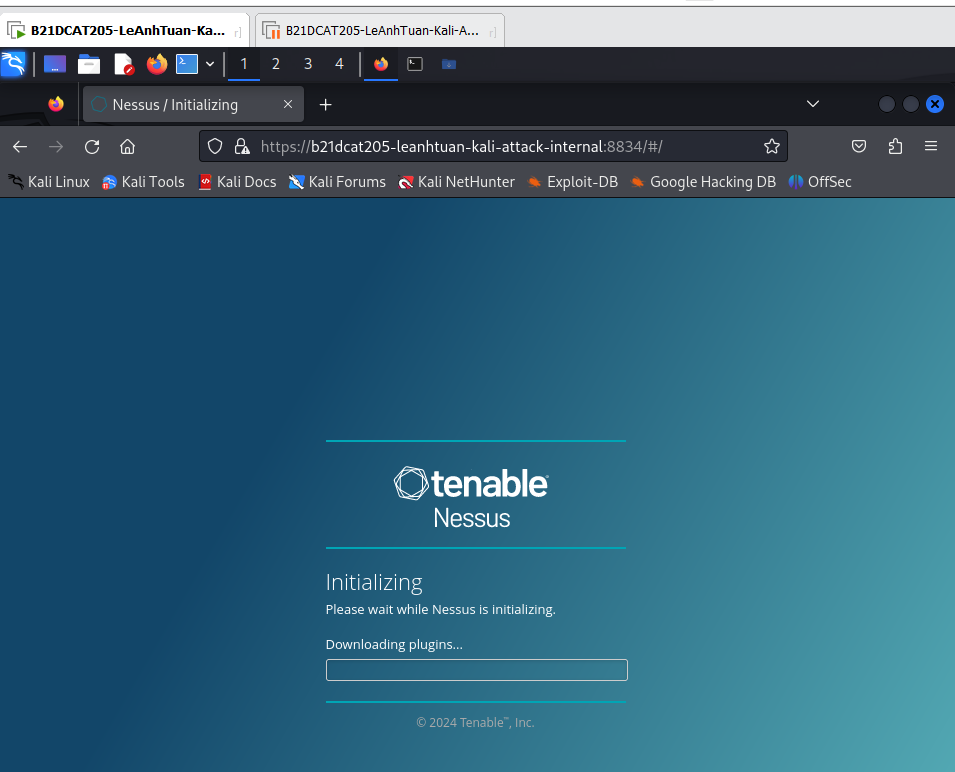 B21DCAT205-LeAnhTuan-Ka...
B21DCAT205-LeAnhTuan-Kali-A...
1 2 3 4
Nessus / Initializing
https://b21dcat205-leanhtuan-kali-attack-internal:8834/#/
Kali Linux Kali Tools Kali Docs Kali Forums Kali NetHunter Exploit-DB Google Hacking DB OffSec
tenable
Nessus
Initializing
Please wait while Nessus is initializing.
Downloading plugins...
© 2024 Tenable™, Inc.